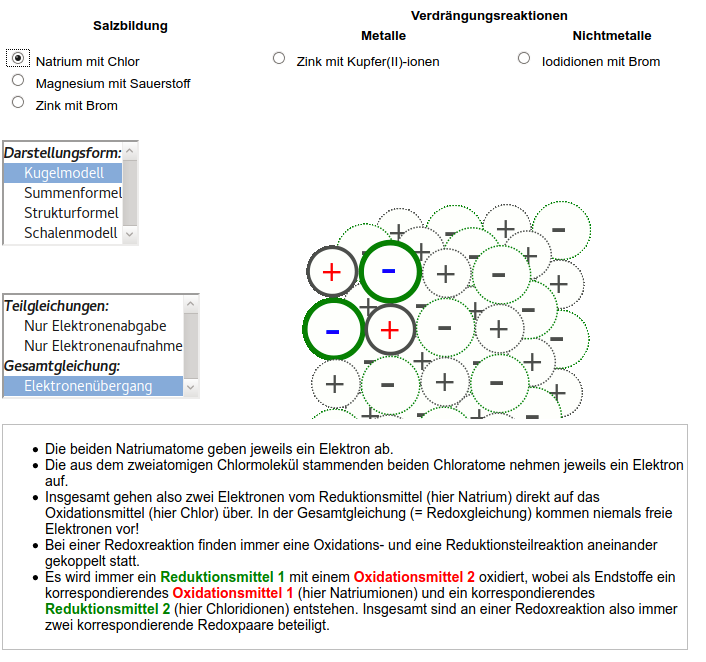 Salzbildung
Verdrängungsreaktionen
Metalle
Nichtmetalle
Natrium mit Chlor
Zink mit Kupfer(II)-ionen
Iodidionen mit Brom
Magnesium mit Sauerstoff
Zink mit Brom
Darstellungsform:
Kugelmodell
Summenformel
Strukturformel
Schalenmodell
Teilgleichungen:
Nur Elektronenabgabe
Nur Elektronenaufnahme
Gesamtgleichung:
Elektronenübergang
+ - + -
+ - +
+ - + - +
+ -
- + - + -
+
+ - + - +
+
• Die beiden Natriumatome geben jeweils ein Elektron ab.
• Die aus dem zweiatomigen Chlormolekül stammenden beiden Chloratome nehmen jeweils ein Elektron
auf.
• Insgesamt gehen also zwei Elektronen vom Reduktionsmittel (hier Natrium) direkt auf das
Oxidationsmittel (hier Chlor) über. In der Gesamtgleichung (= Redoxgleichung) kommen niemals freie
Elektronen vor!
• Bei einer Redoxreaktion finden immer eine Oxidations- und eine Reduktionsteilreaktion aneinander
gekoppelt statt.
• Es wird immer ein Reduktionsmittel 1 mit einem Oxidationsmittel 2 oxidiert, wobei als Endstoffe ein
korrespondierendes Oxidationsmittel 1 (hier Natriumionen) und ein korrespondierendes
Reduktionsmittel 2 (hier Chloridionen) entstehen. Insgesamt sind an einer Redoxreaktion also immer
zwei korrespondierende Redoxpaare beteiligt.